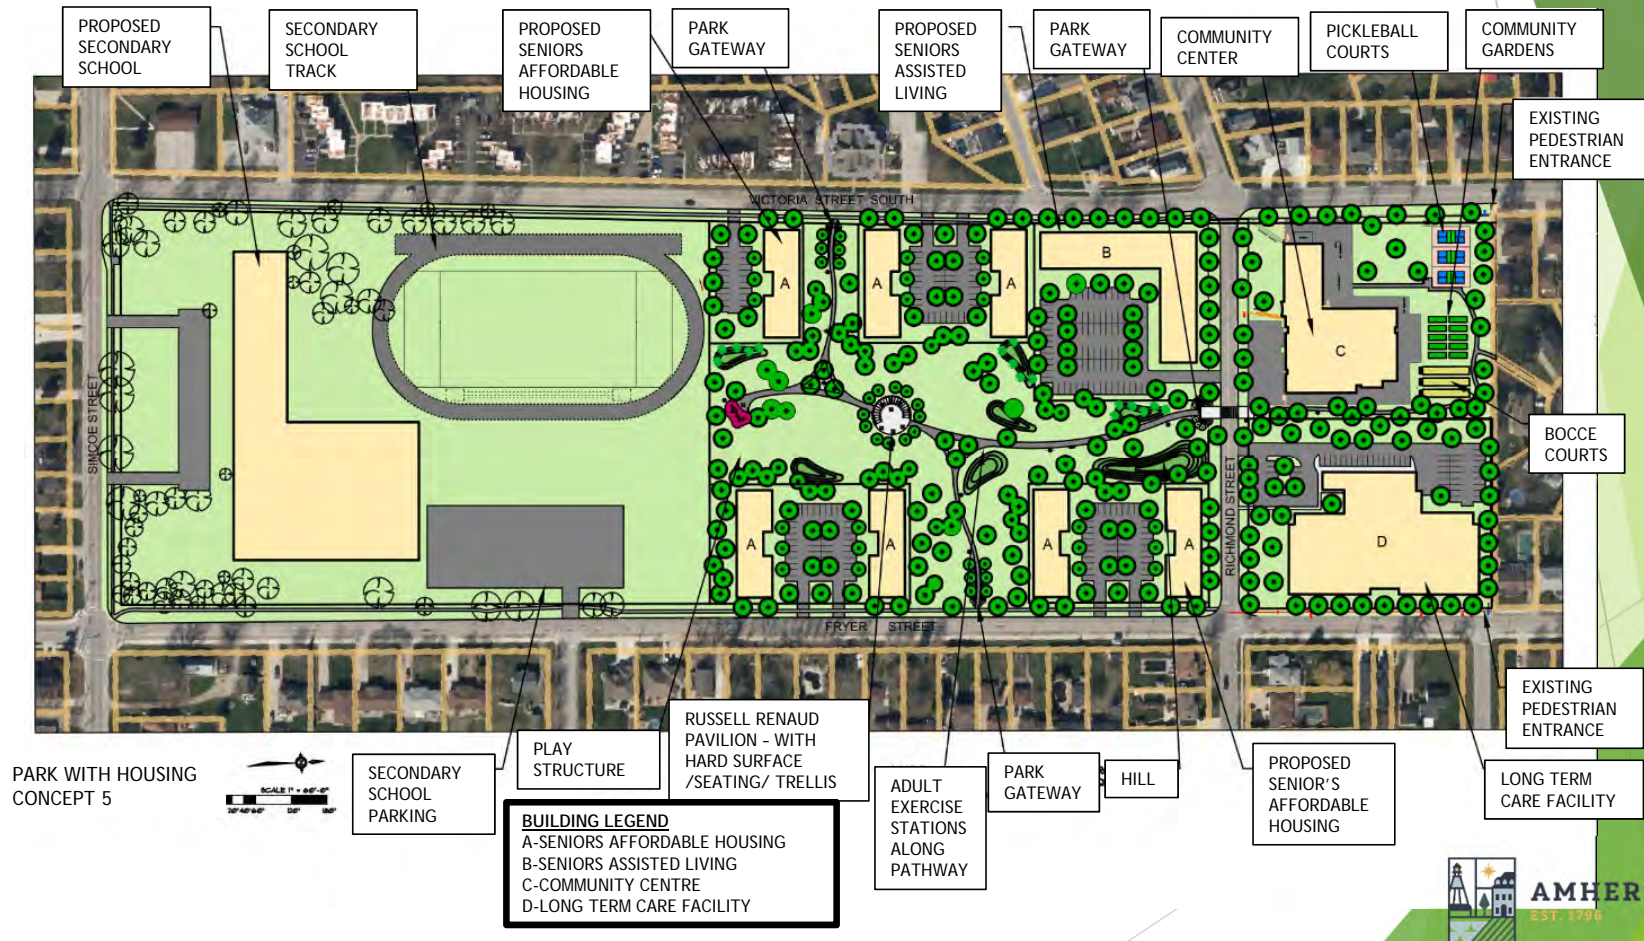 PROPOSED
SECONDARY
SCHOOL
SECONDARY
SCHOOL
TRACK
PROPOSED
SENIORS
AFFORDABLE
HOUSING
PARK
GATEWAY
PROPOSED
SENIORS
ASSISTED
LIVING
PARK
GATEWAY
COMMUNITY
CENTER
PICKLEBALL
COURTS
COMMUNITY
GARDENS
EXISTING
PEDESTRIAN
ENTRANCE
VICTORIA STREET SOUTH
A
A
A
B
C
SIMCOE STREET
BOCCE
COURTS
RICHMOND STREET
A
A
A
A
D
FRYER STREET
EXISTING
PEDESTRIAN
ENTRANCE
PARK WITH HOUSING
CONCEPT 5
SCALE 1" = 60'-0"
SECONDARY
SCHOOL
PARKING
PLAY
STRUCTURE
RUSSELL RENAUD
PAVILION - WITH
HARD SURFACE
/SEATING/ TRELLIS
ADULT
EXERCISE
STATIONS
ALONG
PATHWAY
PARK
GATEWAY
HILL
PROPOSED
SENIOR'S
AFFORDABLE
HOUSING
LONG TERM
CARE FACILITY
BUILDING LEGEND
A-SENIORS AFFORDABLE HOUSING
B-SENIORS ASSISTED LIVING
C-COMMUNITY CENTRE
D-LONG TERM CARE FACILITY
AMHER
EST. 1796